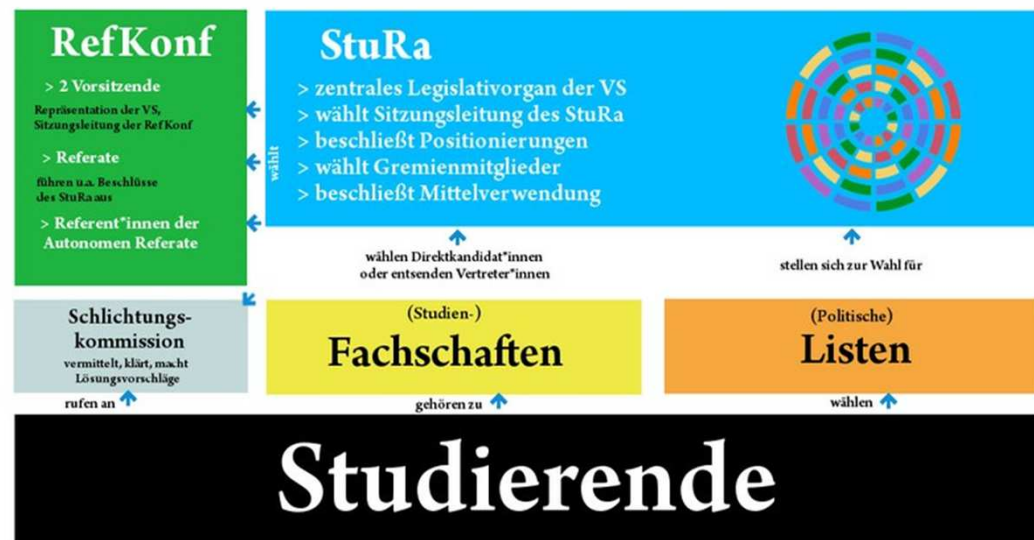 RefKonf
> 2 Vorsitzende
Repräsentation der VS,
Sitzungsleitung der RefKonf
> Referate
führen u.a. Beschlüsse
des StuRa aus
> Referent*innen der
Autonomen Referate
wählt
StuRa
> zentrales Legislativorgan der VS
> wählt Sitzungsleitung des StuRa
> beschließt Positionierungen
> wählt Gremienmitglieder
> beschließt Mittelverwendung
wählen Direktkandidat*innen
oder entsenden Vertreter*innen
stellen sich zur Wahl für
Schlichtungs-
kommission
vermittelt, klärt, macht
Lösungsvorschläge
(Studien-)
Fachschaften
(Politische)
Listen
rufen an
gehören zu
wählen
Studierende